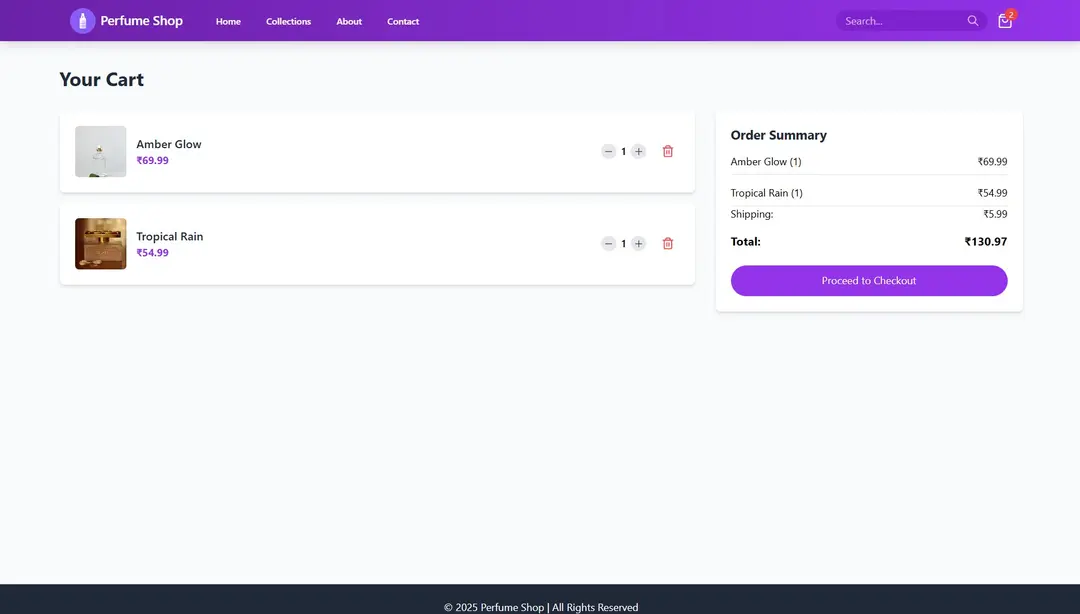 Perfume Shop
Home
Collections
About
Contact
Search...
2
Your Cart
Amber Glow
₹69.99
1
Tropical Rain
₹54.99
1
Order Summary
Amber Glow (1) ₹69.99
Tropical Rain (1) ₹54.99
Shipping: ₹5.99
Total: ₹130.97
Proceed to Checkout
© 2025 Perfume Shop | All Rights Reserved